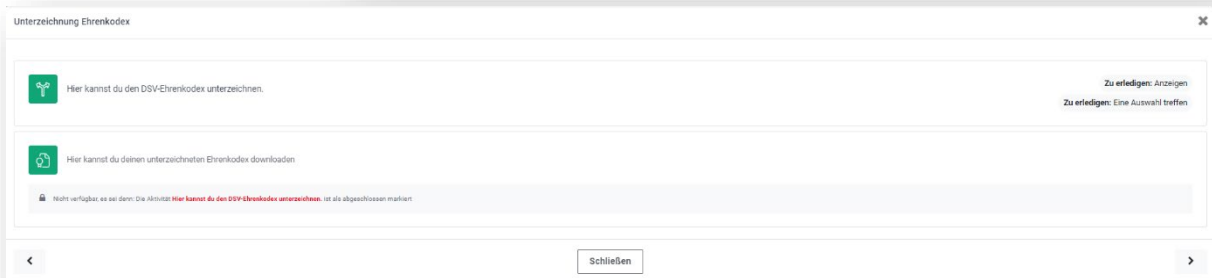 Unterzeichnung Ehrenkodex
Hier kannst du den DSV-Ehrenkodex unterzeichnen.
Zu erledigen: Anzeigen
Zu erledigen: Eine Auswahl treffen
Hier kannst du deinen unterzeichneten Ehrenkodex downloaden
Nicht verfügbar, es sei denn: Die Aktivität Hier kannst du den DSV-Ehrenkodex unterzeichnen. ist als abgeschlossen markiert
Schließen